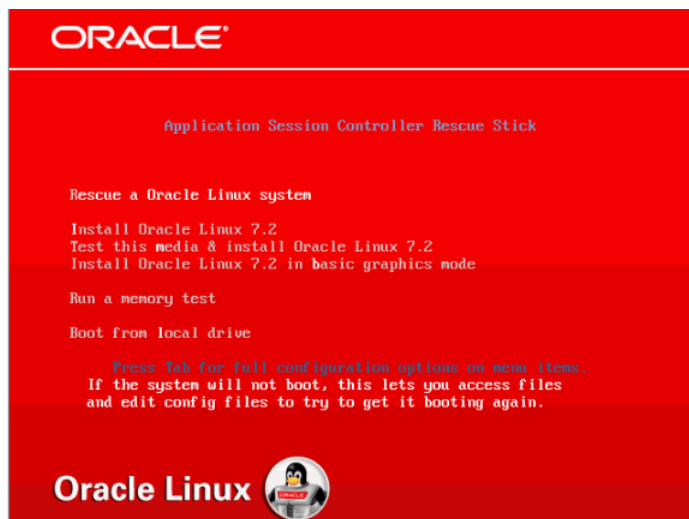 ORACLE®
Application Session Controller Rescue Stick
Rescue a Oracle Linux system
Install Oracle Linux 7.2
Test this media & install Oracle Linux 7.2
Install Oracle Linux 7.2 in basic graphics mode
Run a memory test
Boot from local drive
Press Tab for full configuration options on menu items.
If the system will not boot, this lets you access files
and edit config files to try to get it booting again.
Oracle Linux
ORACLE